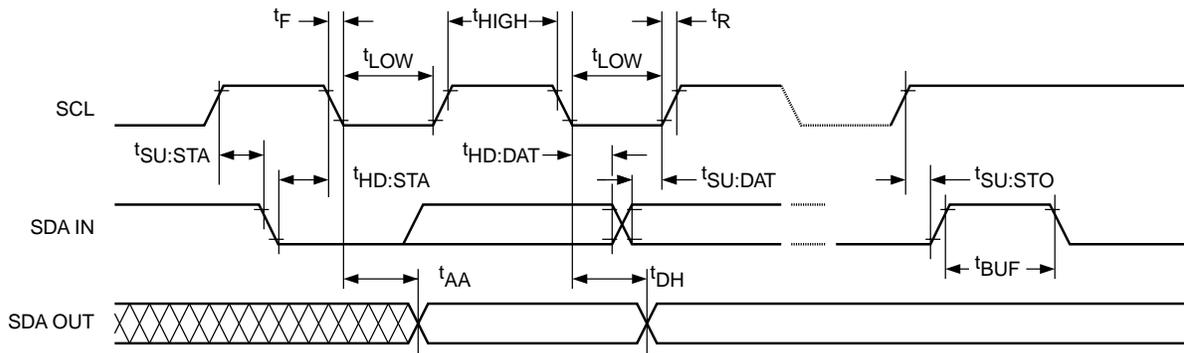 tF
tHIGH
tR
tLOW
tLOW
SCL
tSU:STA
tHD:DAT
tHD:STA
tSU:DAT
tSU:STO
SDA IN
tAA
tDH
tBUF
SDA OUT